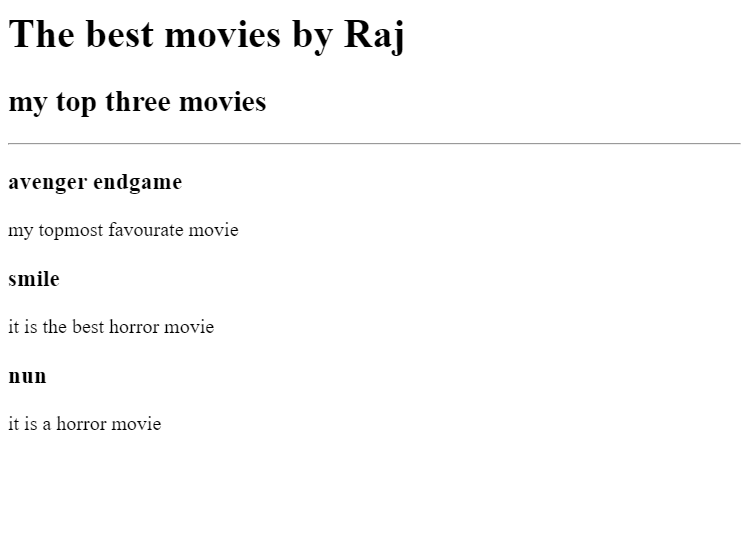 The best movies by Raj
my top three movies
avenger endgame
my topmost favourate movie
smile
it is the best horror movie
nun
it is a horror movie